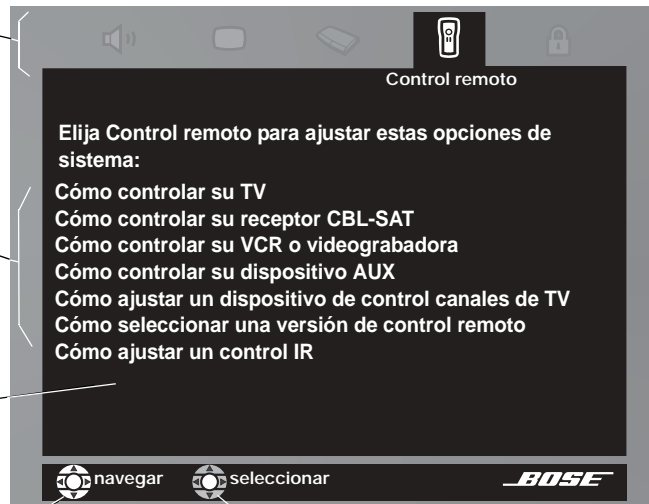 Control remoto
Elija Control remoto para ajustar estas opciones de
sistema:
Cómo controlar su TV
Cómo controlar su receptor CBL-SAT
Cómo controlar su VCR o videograbadora
Cómo controlar su dispositivo AUX
Cómo ajustar un dispositivo de control canales de TV
Cómo seleccionar una versión de control remoto
Cómo ajustar un control IR
navegar seleccionar BOSE